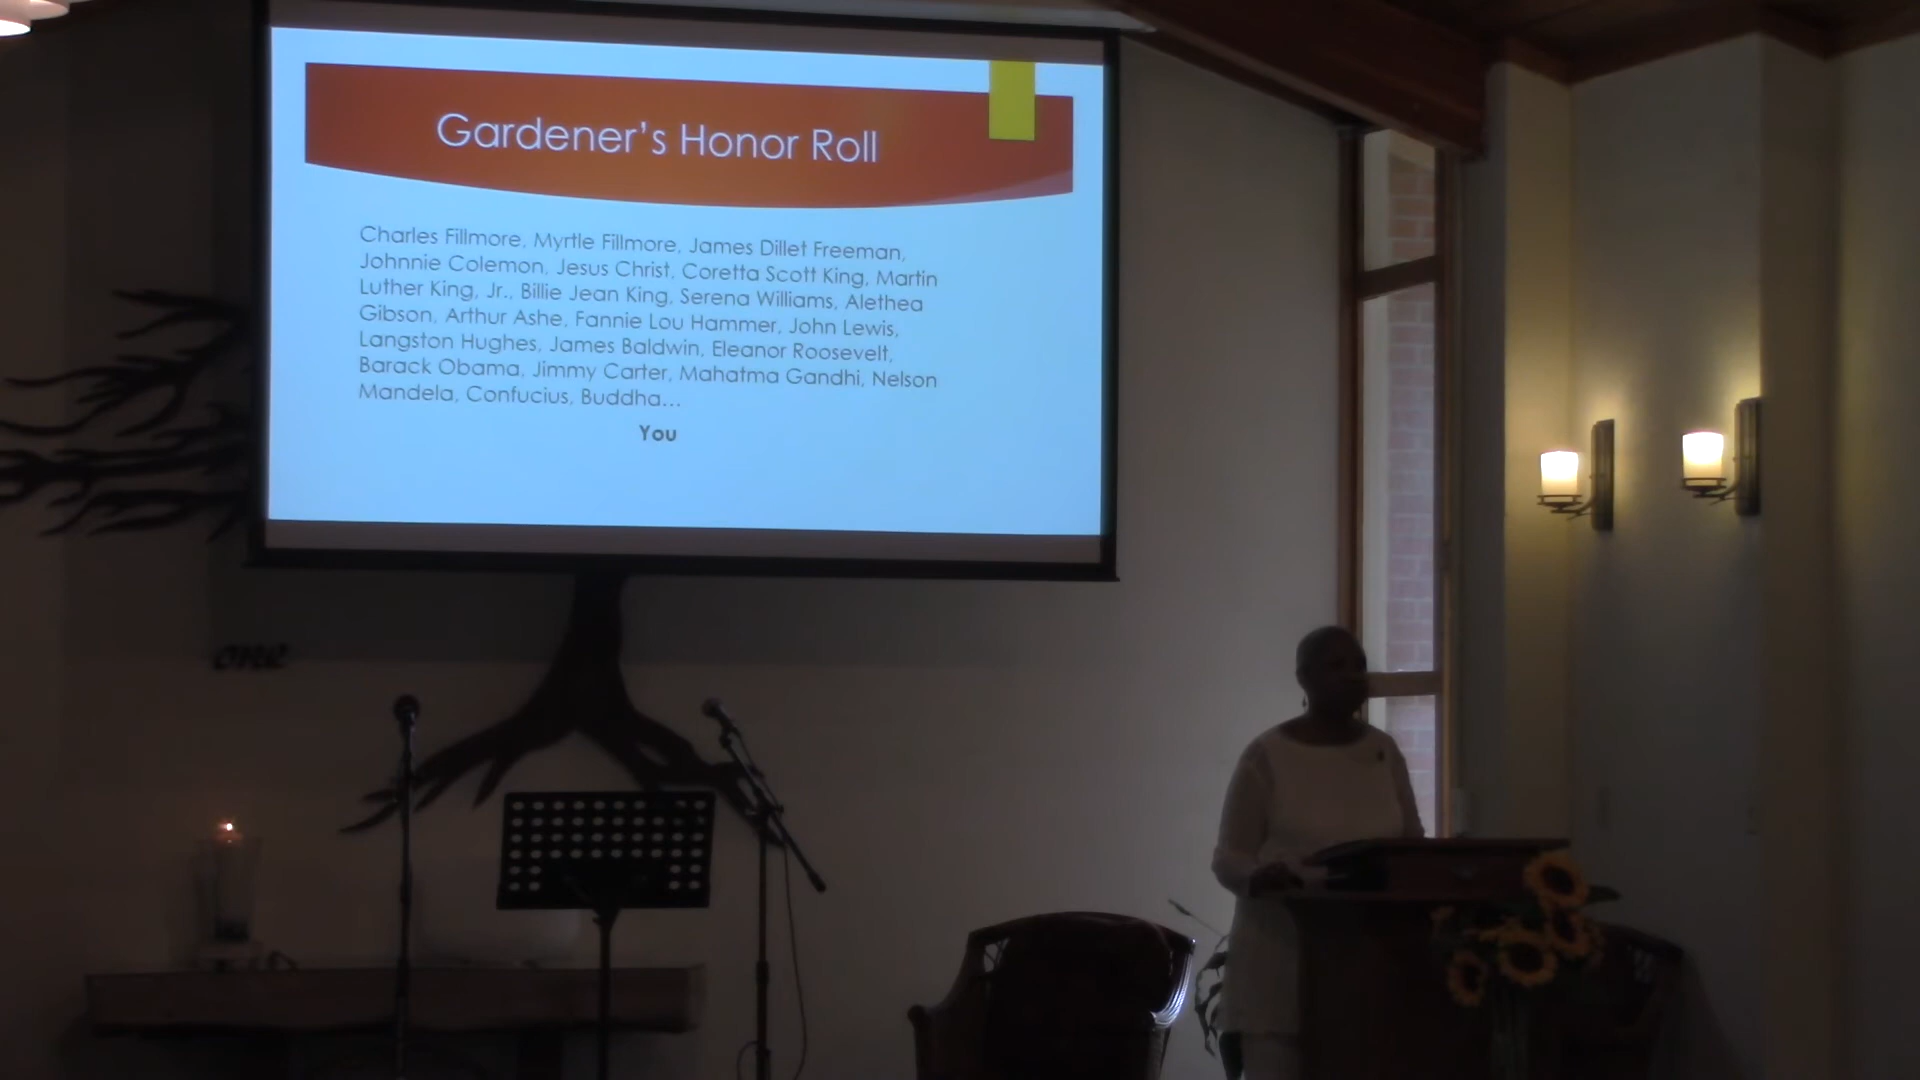 Gardener's Honor Roll
Charles Fillmore, Myrtle Fillmore, James Dillet Freeman,
Johnnie Colemon, Jesus Christ, Coretta Scott King, Martin
Luther King, Jr., Billie Jean King, Serena Williams, Alethea
Gibson, Arthur Ashe, Fannie Lou Hammer, John Lewis,
Langston Hughes, James Baldwin, Eleanor Roosevelt,
Barack Obama, Jimmy Carter, Mahatma Gandhi, Nelson
Mandela, Confucius, Buddha...
You
one